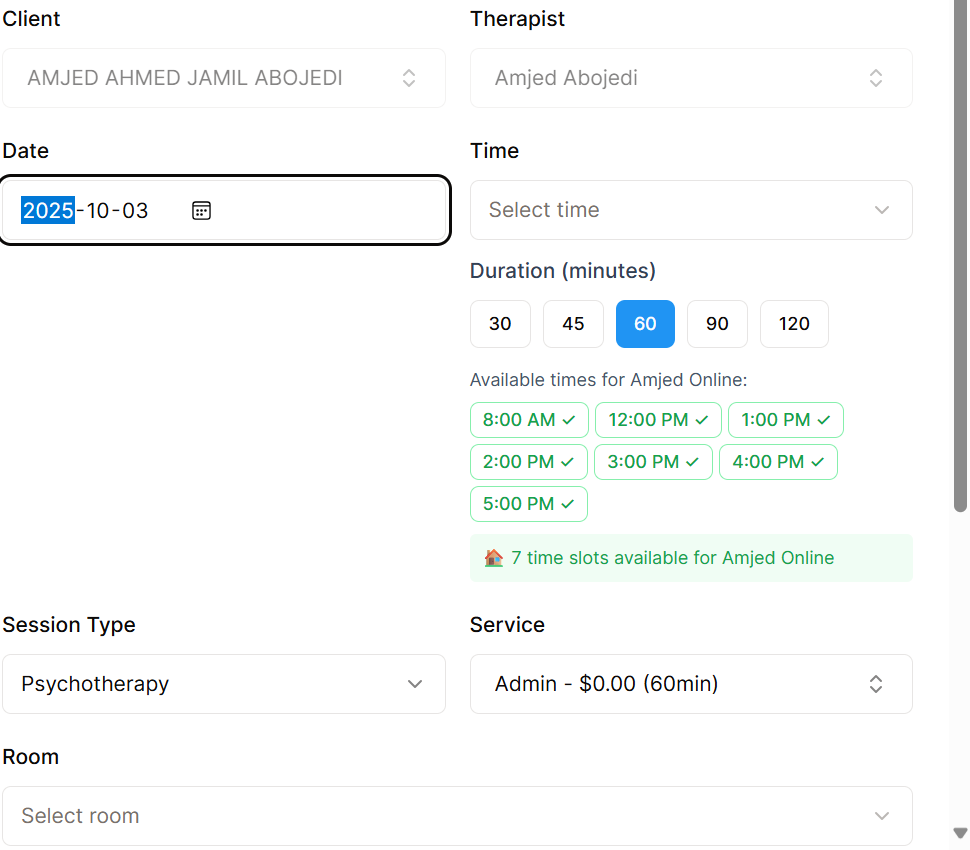 Client
AMJED AHMED JAMIL ABOJEDI
Therapist
Amjed Abojedi
Date
2025-10-03
Time
Select time
Duration (minutes)
30 45 60 90 120
Available times for Amjed Online:
8:00 AM ✓ 12:00 PM ✓ 1:00 PM ✓
2:00 PM ✓ 3:00 PM ✓ 4:00 PM ✓
5:00 PM ✓
🏠 7 time slots available for Amjed Online
Session Type
Psychotherapy
Service
Admin - $0.00 (60min)
Room
Select room